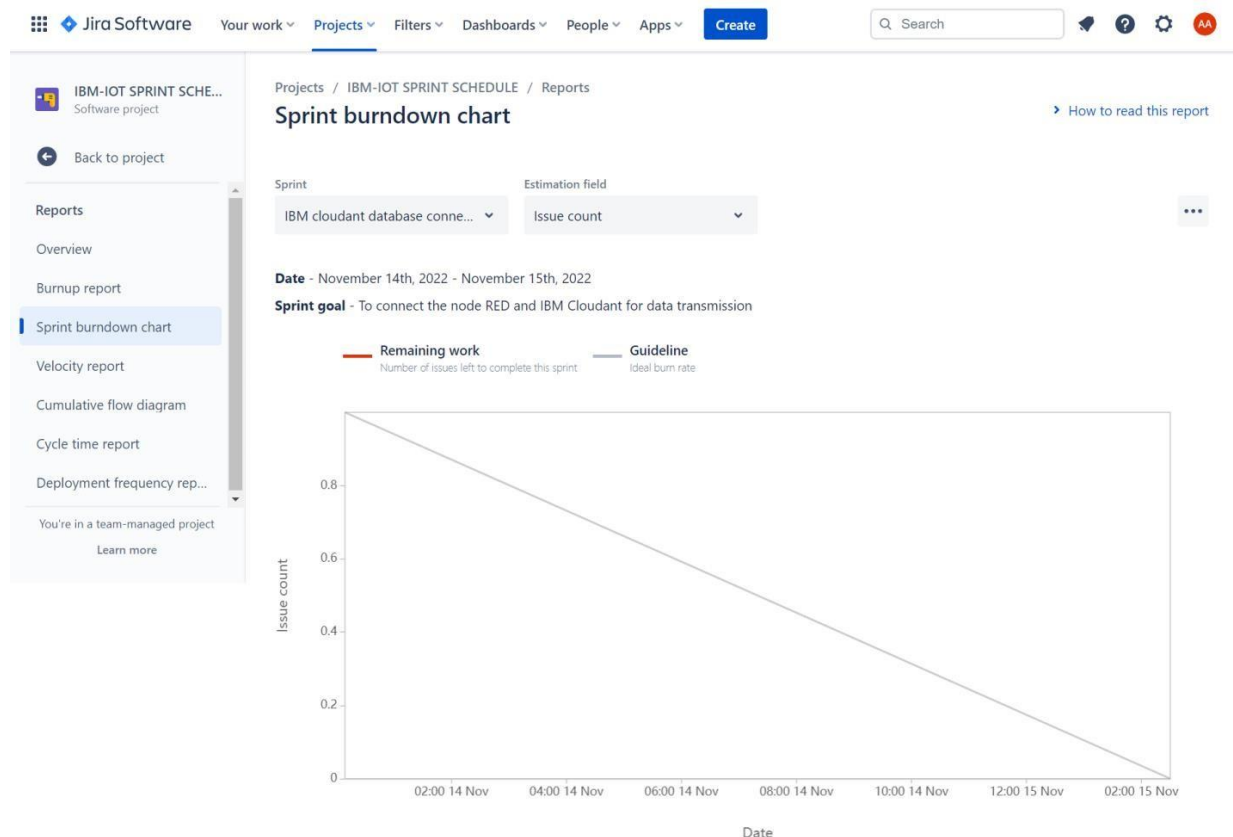 Jira Software Your work Projects Filters Dashboards People Apps Create Search AA
IBM-IOT SPRINT SCHE...
Software project
Back to project
Reports
Overview
Burnup report
Sprint burndown chart
Velocity report
Cumulative flow diagram
Cycle time report
Deployment frequency rep...
You're in a team-managed project
Learn more
Projects / IBM-IOT SPRINT SCHEDULE / Reports
Sprint burndown chart
How to read this report
Sprint Estimation field
IBM cloudant database conne... Issue count
Date - November 14th, 2022 - November 15th, 2022
Sprint goal - To connect the node RED and IBM Cloudant for data transmission
Remaining work Guideline
Number of issues left to complete this sprint Ideal burn rate
Issue count
0.8
0.6
0.4
0.2
0
02:00 14 Nov 04:00 14 Nov 06:00 14 Nov 08:00 14 Nov 10:00 14 Nov 12:00 15 Nov 02:00 15 Nov
Date